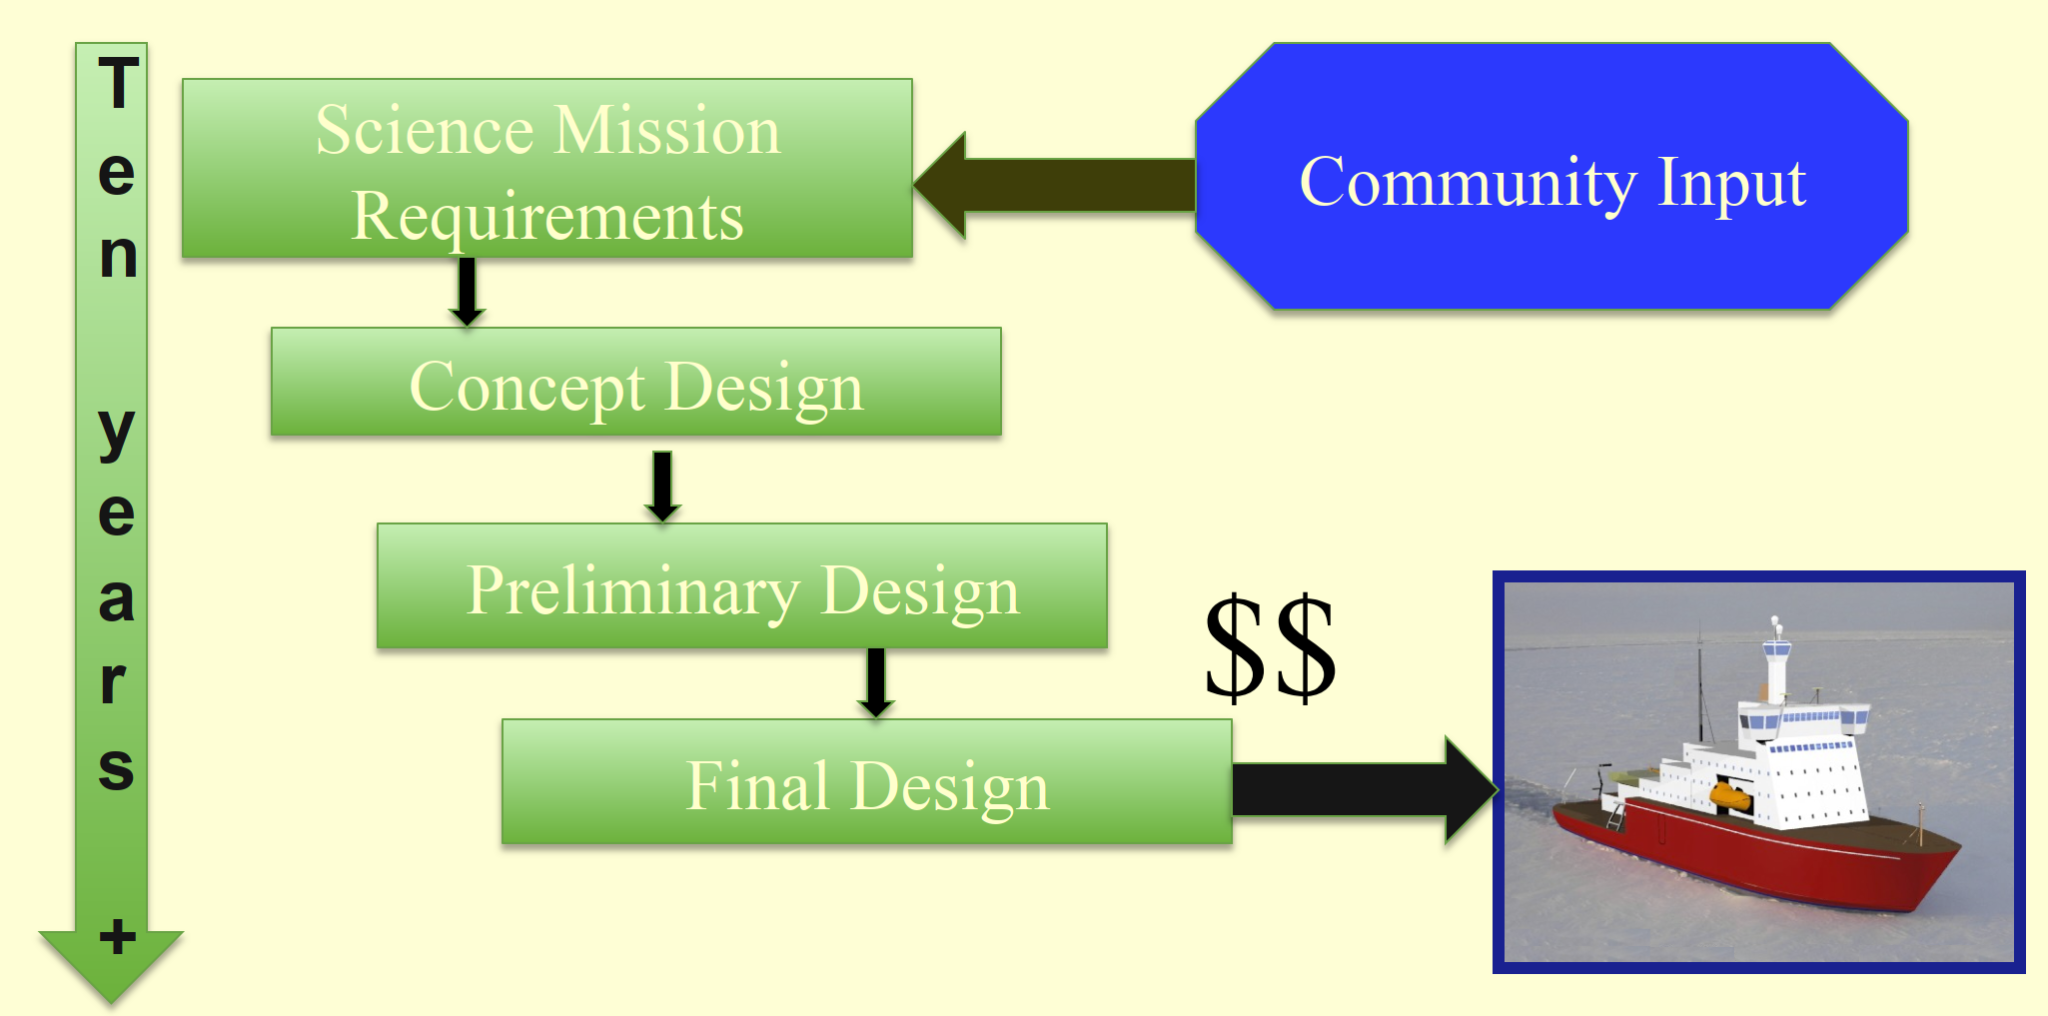 Ten years +
Science Mission
Requirements
Community Input
Concept Design
Preliminary Design
$$
Final Design